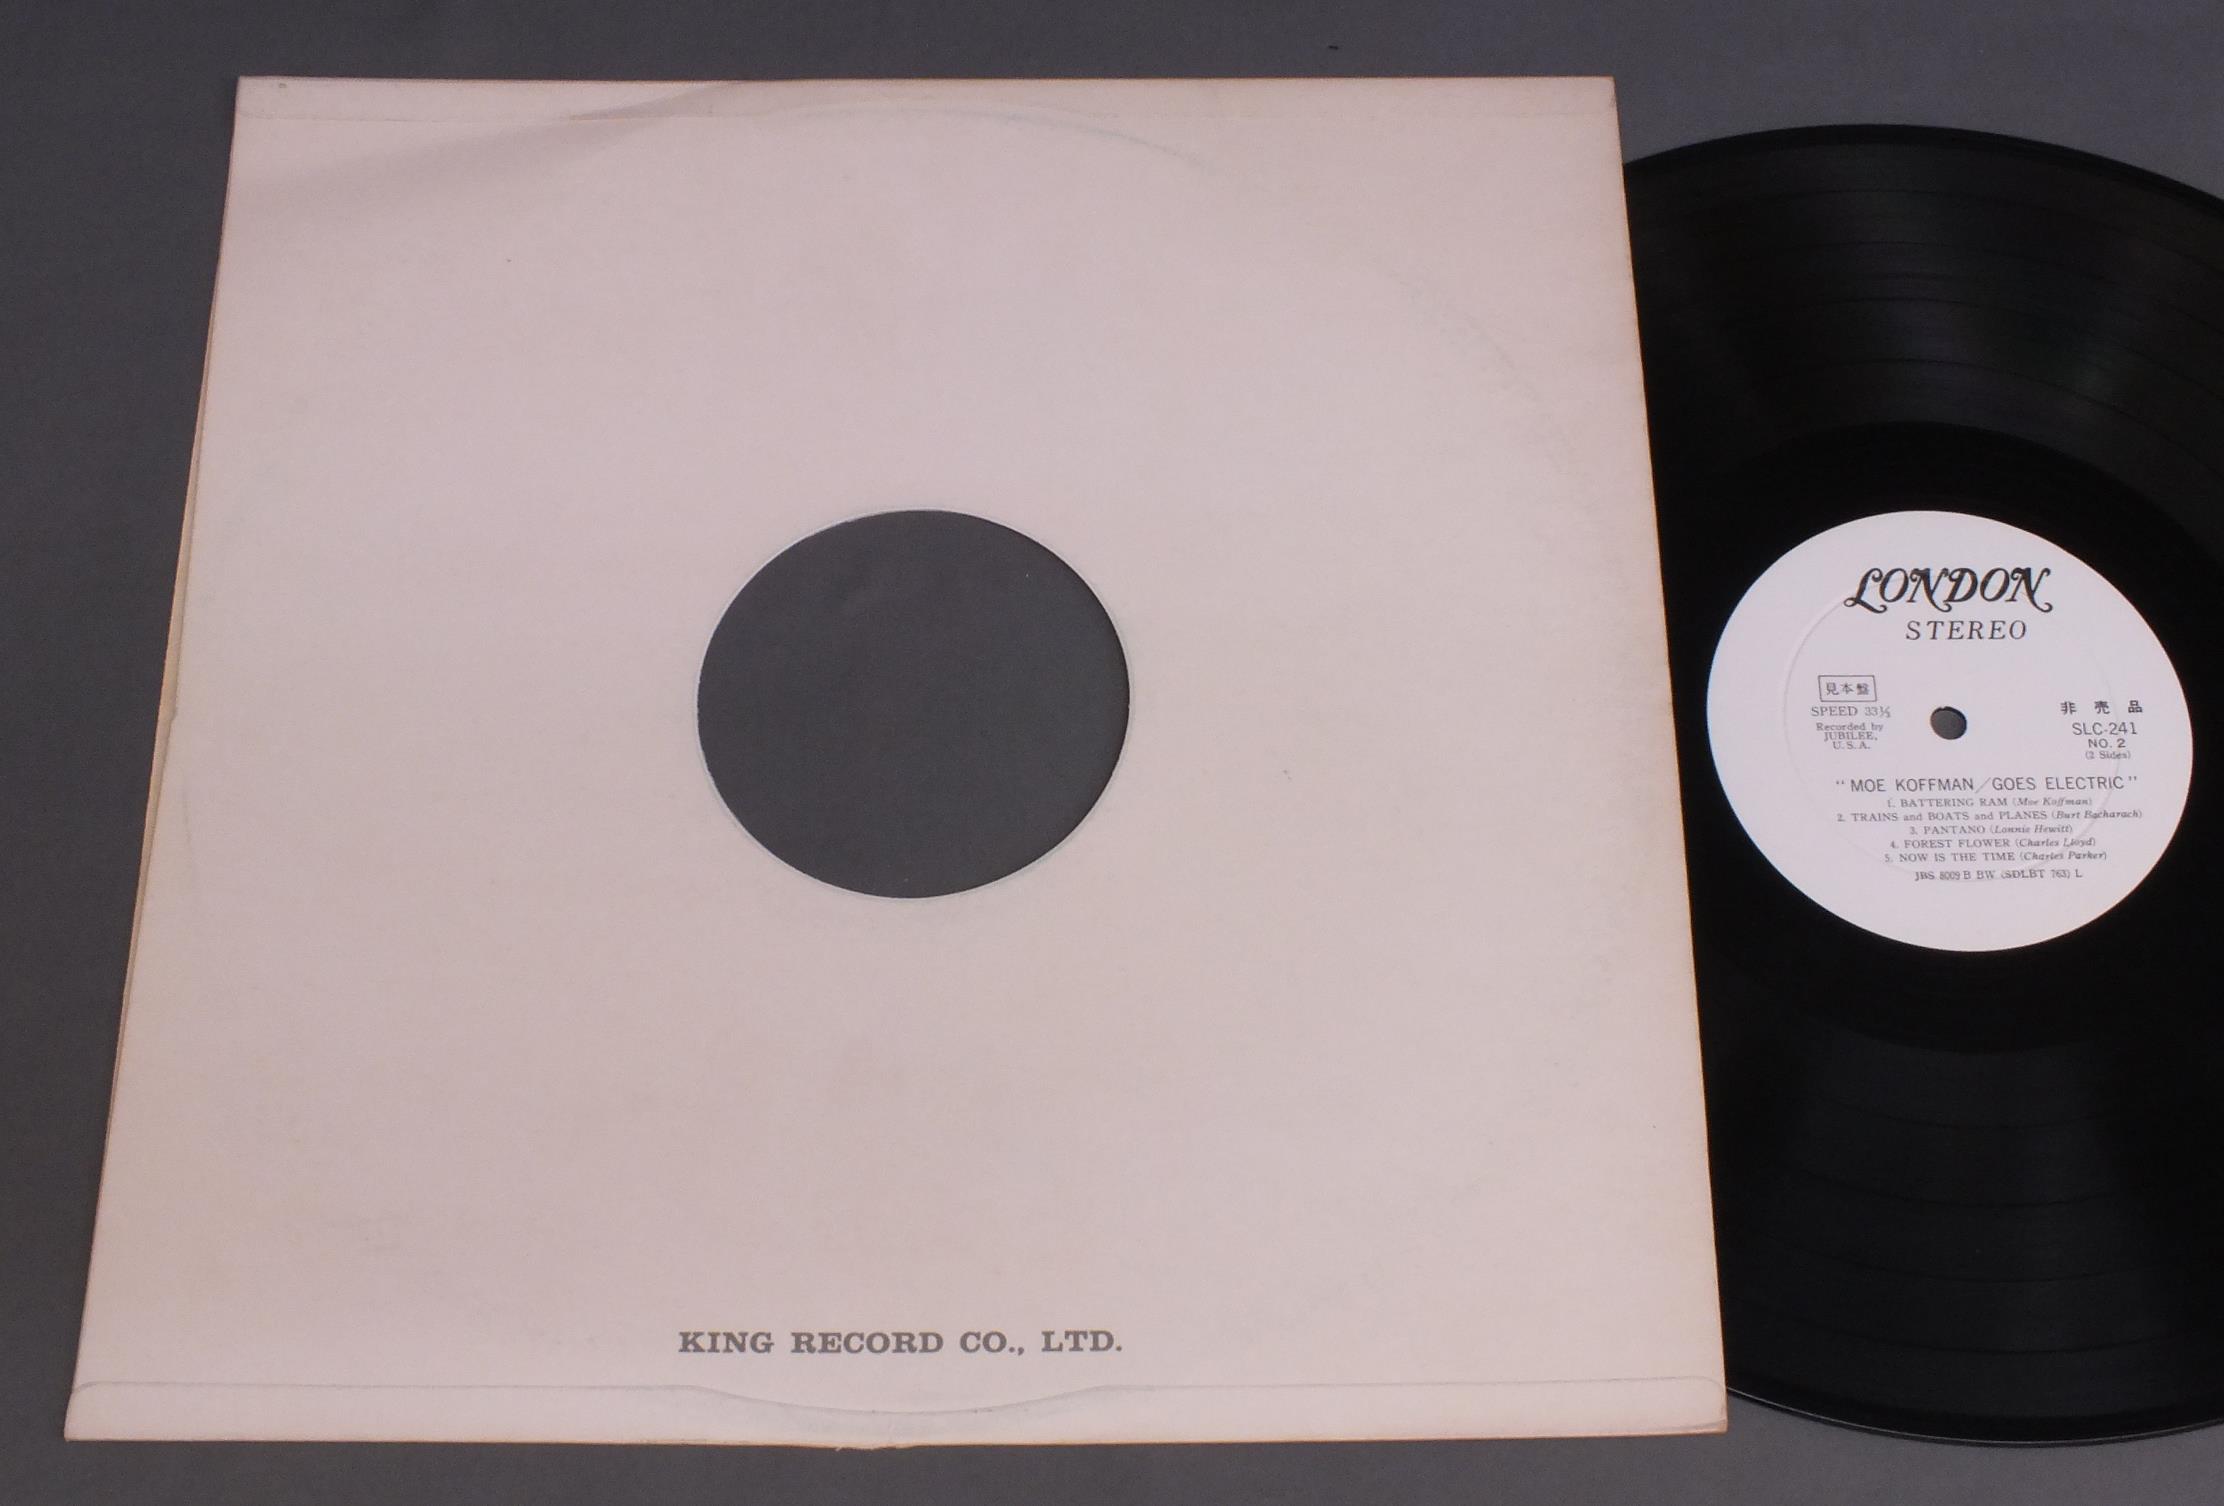 KING RECORD CO., LTD.
LONDON
STEREO
見本盤
SPEED 33⅓
Recorded by
JUBILEE,
U.S.A.
非売品
SLC-241
NO. 2
(2 Sides)
"MOE KOFFMAN/GOES ELECTRIC"
1. BATTERING RAM (Moe Koffman)
2. TRAINS and BOATS and PLANES (Burt Bacharach)
3. PANTANO (Lonnie Hewitt)
4. FOREST FLOWER (Charles Lloyd)
5. NOW IS THE TIME (Charles Parker)
JBS 8009 B BW (SDLBT 763) L